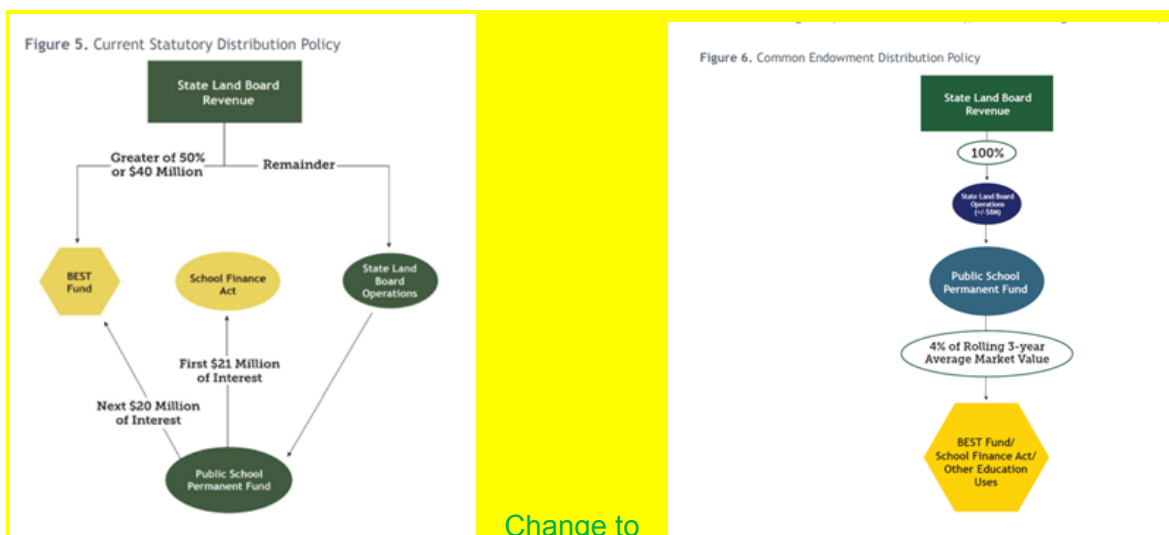 Figure 5. Current Statutory Distribution Policy
State Land Board
Revenue
Greater of 50%
or $40 Million
Remainder
BEST
Fund
School Finance
Act
State Land
Board
Operations
First $21 Million
of Interest
Next $20 Million
of Interest
Public School
Permanent Fund
Change to
Figure 6. Common Endowment Distribution Policy
State Land Board
Revenue
100%
State Land Board
Operations
(+/-$8M)
Public School
Permanent Fund
4% of Rolling 3-year
Average Market Value
BEST Fund/
School Finance Act/
Other Education
Uses